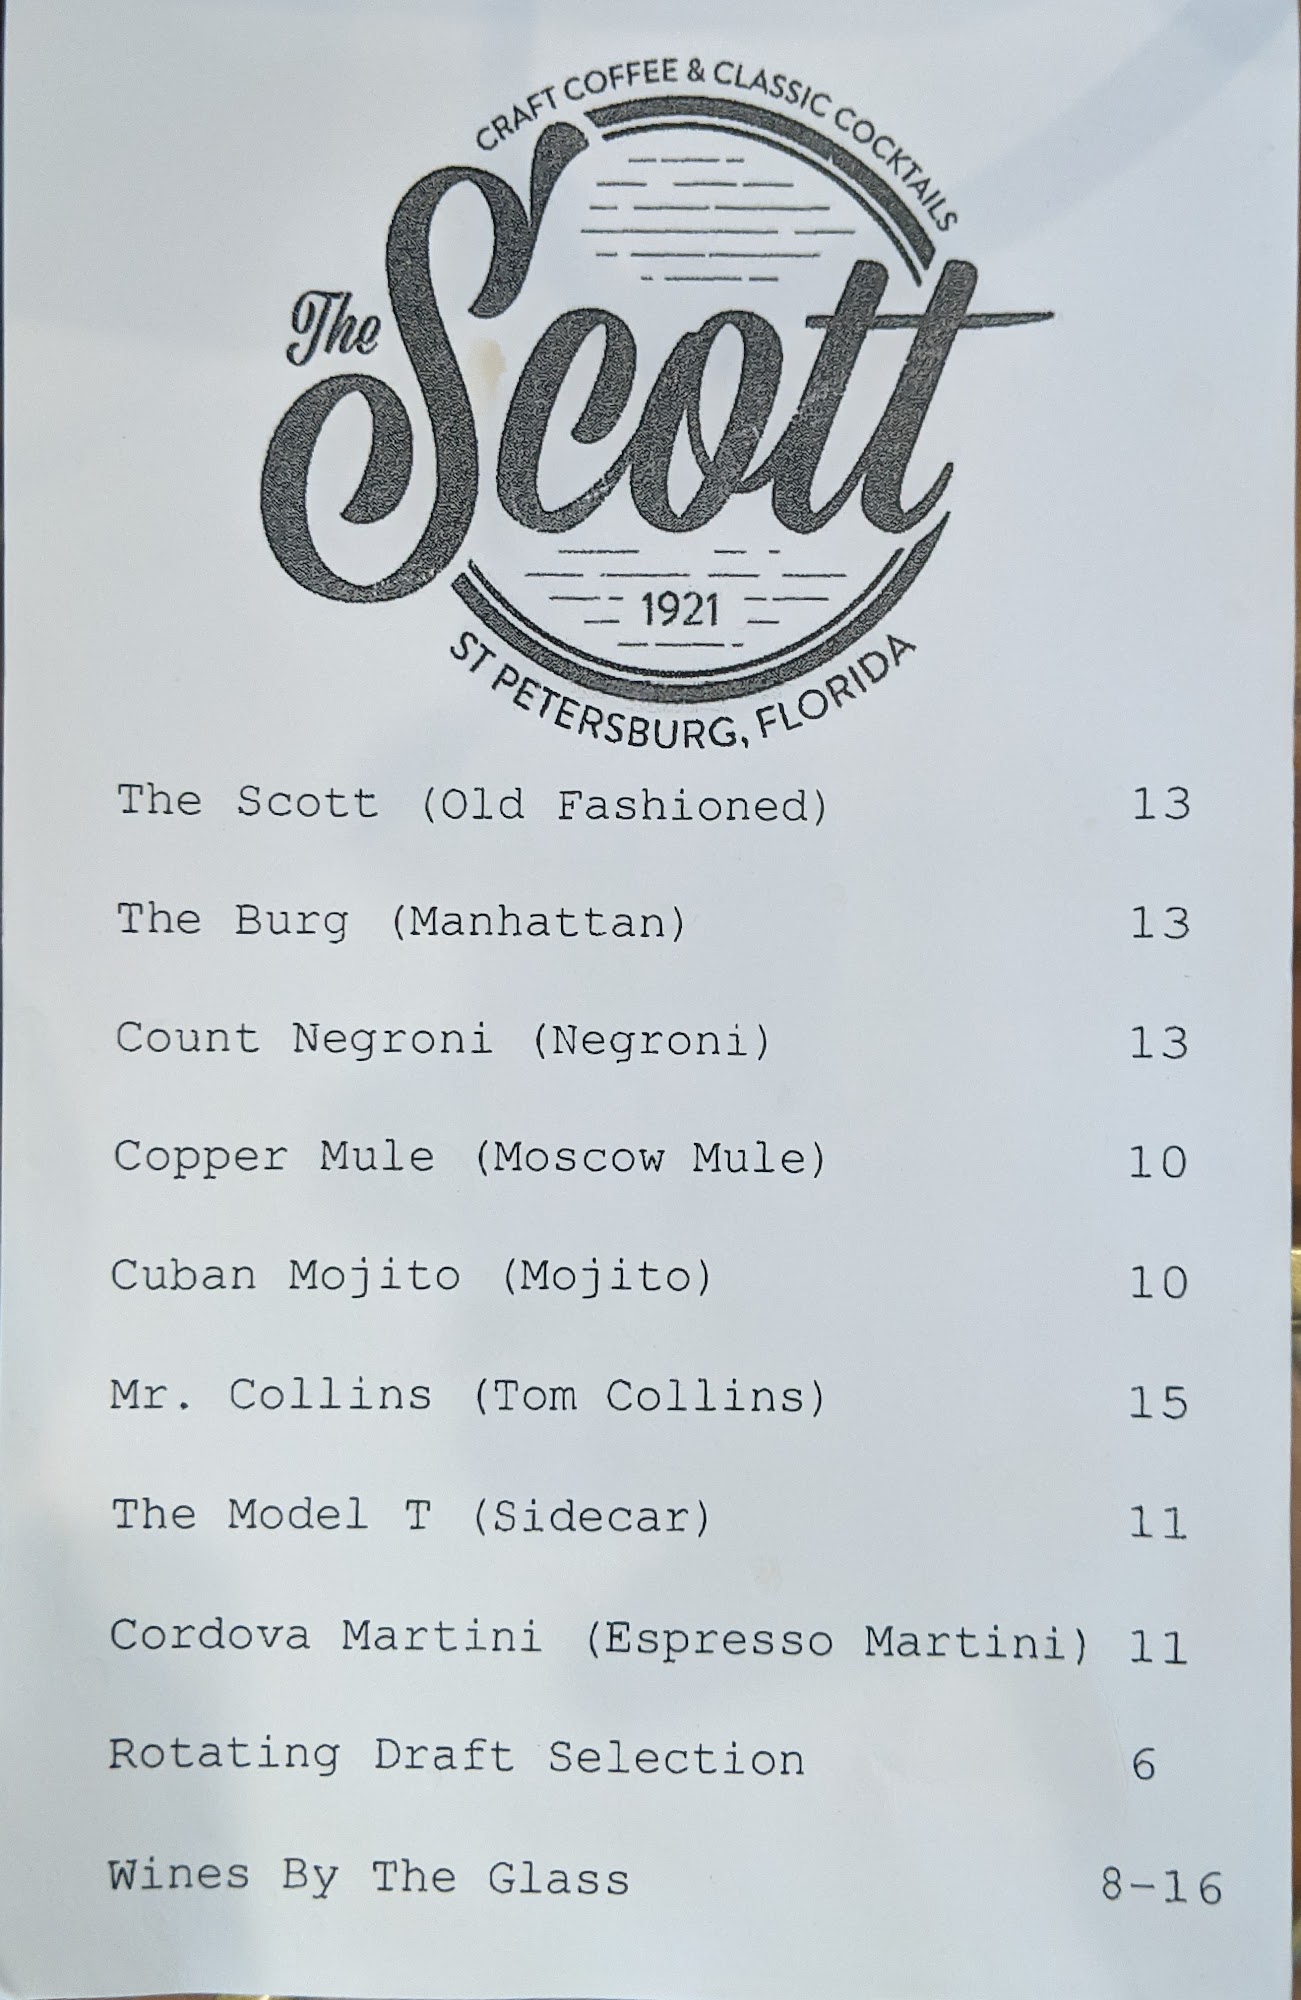 CRAFT COFFEE & CLASSIC COCKTAILS
The
Scott
1921
ST PETERSBURG, FLORIDA
The Scott (Old Fashioned) 13
The Burg (Manhattan) 13
Count Negroni (Negroni) 13
Copper Mule (Moscow Mule) 10
Cuban Mojito (Mojito) 10
Mr. Collins (Tom Collins) 15
The Model T (Sidecar) 11
Cordova Martini (Espresso Martini) 11
Rotating Draft Selection 6
Wines By The Glass 8-16